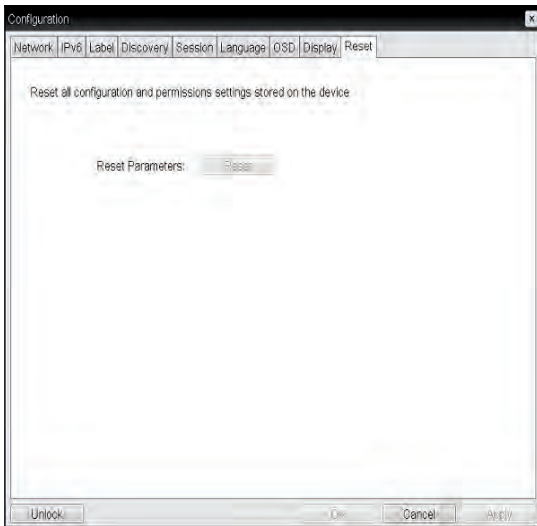 Configuration x
Network IPv6 Label Discovery Session Language OSD Display Reset
Reset all configuration and permissions settings stored on the device
Reset Parameters: Reset
Unlock OK Cancel Apply